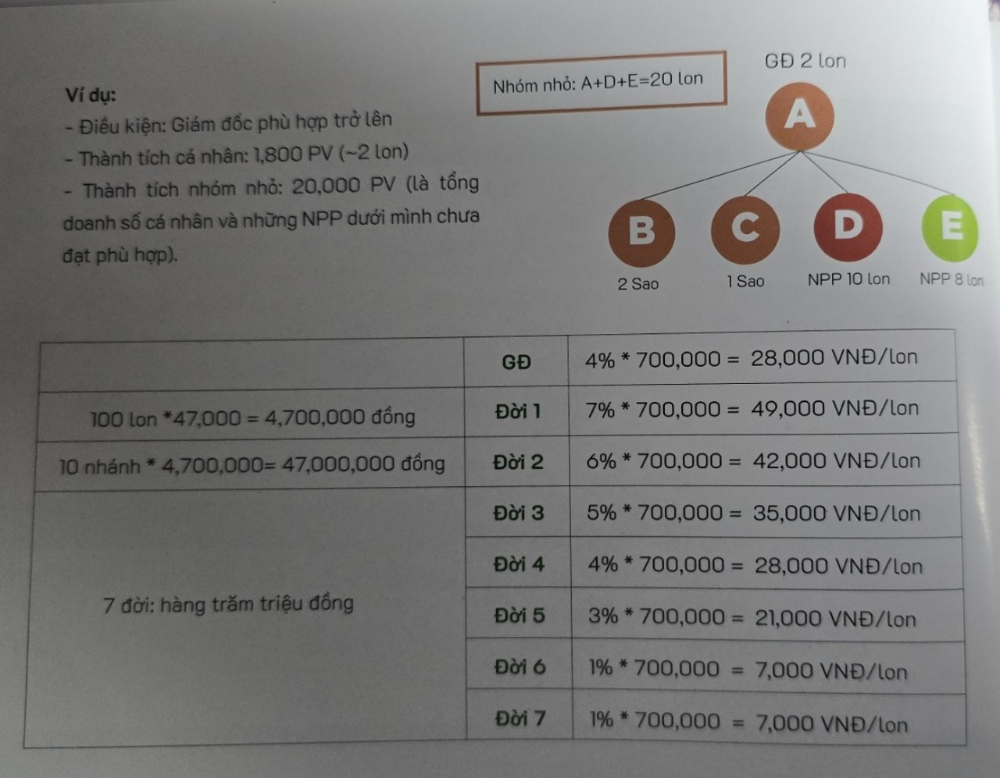 Ví dụ:
- Điều kiện: Giám đốc phù hợp trở lên
- Thành tích cá nhân: 1,800 PV (~2 lon)
- Thành tích nhóm nhỏ: 20,000 PV (là tổng
doanh số cá nhân và những NPP dưới mình chưa
đạt phù hợp).
Nhóm nhỏ: A+D+E=20 lon
GĐ 2 lon
A
B C D E
2 Sao 1 Sao NPP 10 lon NPP 8 lon
GĐ 4% * 700,000 = 28,000 VNĐ/lon
100 lon *47,000 = 4,700,000 đồng Đời 1 7% * 700,000 = 49,000 VNĐ/lon
10 nhánh * 4,700,000= 47,000,000 đồng Đời 2 6% * 700,000 = 42,000 VNĐ/lon
Đời 3 5% * 700,000 = 35,000 VNĐ/lon
Đời 4 4% * 700,000 = 28,000 VNĐ/lon
7 đời: hàng trăm triệu đồng Đời 5 3% * 700,000 = 21,000 VNĐ/lon
Đời 6 1% * 700,000 = 7,000 VNĐ/lon
Đời 7 1% * 700,000 = 7,000 VNĐ/lon